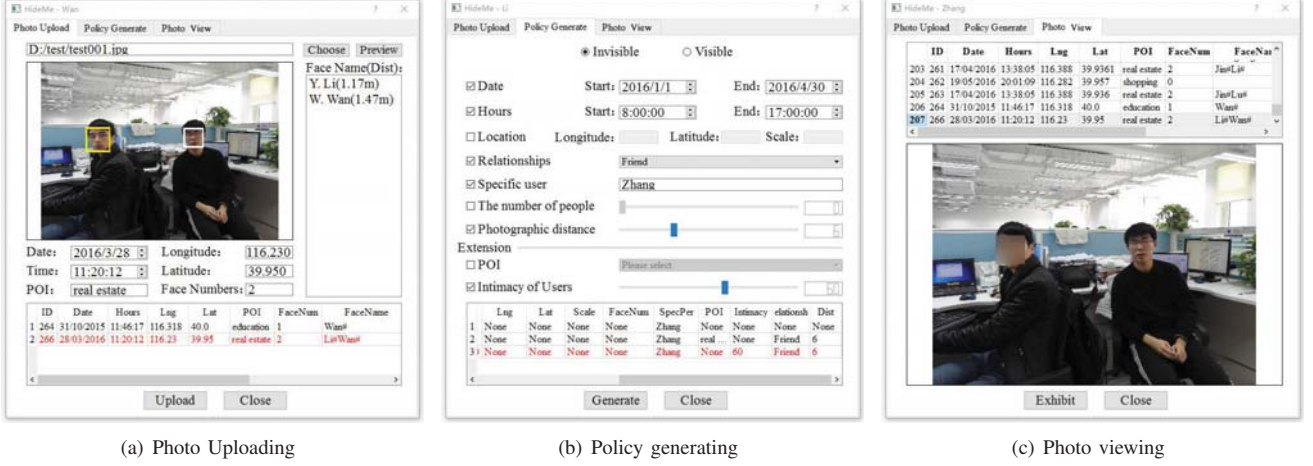 HideMe - Wan
Photo Upload Policy Generate Photo View
D:/test/test001.jpg Choose Preview
Face Name(Dist):
Y. Li(1.17m)
W. Wan(1.47m)
Date: 2016/3/28 Longitude: 116.230
Time: 11:20:12 Latitude: 39.950
POI: real estate Face Numbers: 2
ID Date Hours Lng Lat POI FaceNum FaceName
1 264 31/10/2015 11:46:17 116.318 40.0 education 1 Wan#
2 266 28/03/2016 11:20:12 116.23 39.95 real estate 2 Li#Wan#
Upload Close
(a) Photo Uploading
HideMe - Li
Photo Upload Policy Generate Photo View
Invisible Visible
Date Start: 2016/1/1 End: 2016/4/30
Hours Start: 8:00:00 End: 17:00:00
Location Longitude: Latitude: Scale:
Relationships Friend
Specific user Zhang
The number of people 0
Photographic distance 6
Extension
POI Please select
Intimacy of Users 60
Lng Lat Scale FaceNum SpecPer POI Intimacy elationsh Dist
1 None None None None Zhang None None None None
2 None None None None Zhang real ... None Friend 6
3 None None None None Zhang None 60 Friend 6
Generate Close
(b) Policy generating
HideMe - Zhang
Photo Upload Policy Generate Photo View
ID Date Hours Lng Lat POI FaceNum FaceNar
203 261 17/04/2016 13:38:05 116.388 39.9361 real estate 2 Jin#Li#
204 262 19/05/2016 20:01:09 116.282 39.957 shopping 0
205 263 17/04/2016 13:38:05 116.388 39.936 real estate 2 Jin#Lu#
206 264 31/10/2015 11:46:17 116.318 40.0 education 1 Wan#
207 266 28/03/2016 11:20:12 116.23 39.95 real estate 2 Li#Wan#
Exhibit Close
(c) Photo viewing